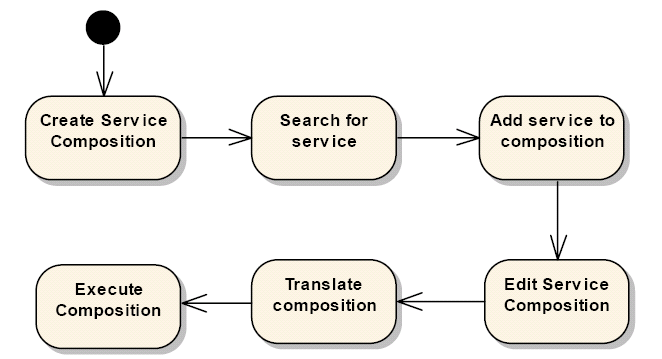 Create Service
Composition
Search for
service
Add service to
composition
Execute
Composition
Translate
composition
Edit Service
Composition